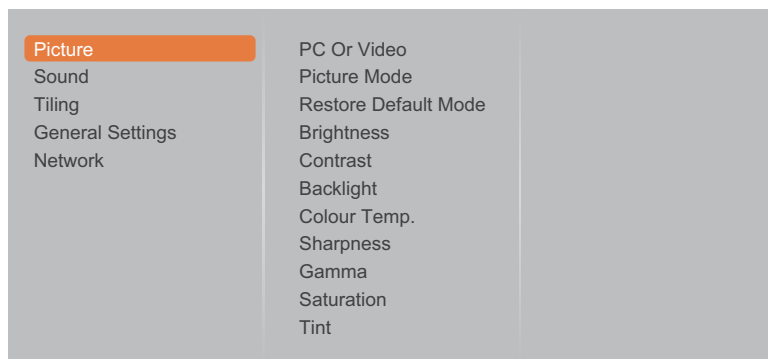 Picture
Sound
Tiling
General Settings
Network
PC Or Video
Picture Mode
Restore Default Mode
Brightness
Contrast
Backlight
Colour Temp.
Sharpness
Gamma
Saturation
Tint